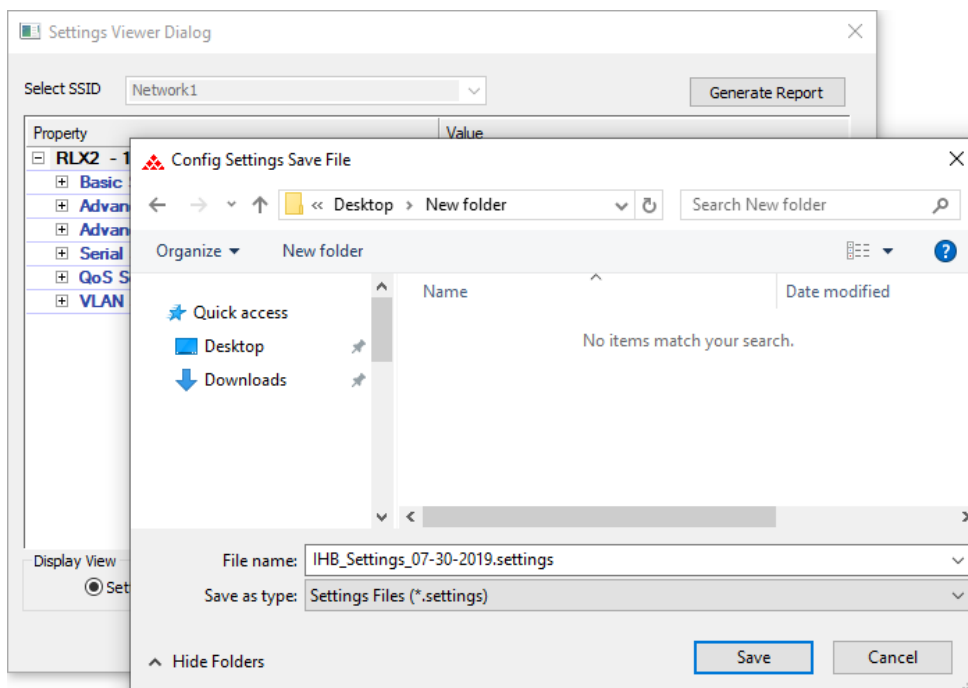 Settings Viewer Dialog
Select SSID Network1 Generate Report
Property Value
RLX2 - 1
Basic
Advan
Advan
Serial
QoS S
VLAN
Display View
Set
Config Settings Save File
« Desktop › New folder Search New folder
Organize New folder
Name Date modified
Quick access
Desktop
Downloads
No items match your search.
File name: IHB_Settings_07-30-2019.settings
Save as type: Settings Files (*.settings)
Hide Folders Save Cancel